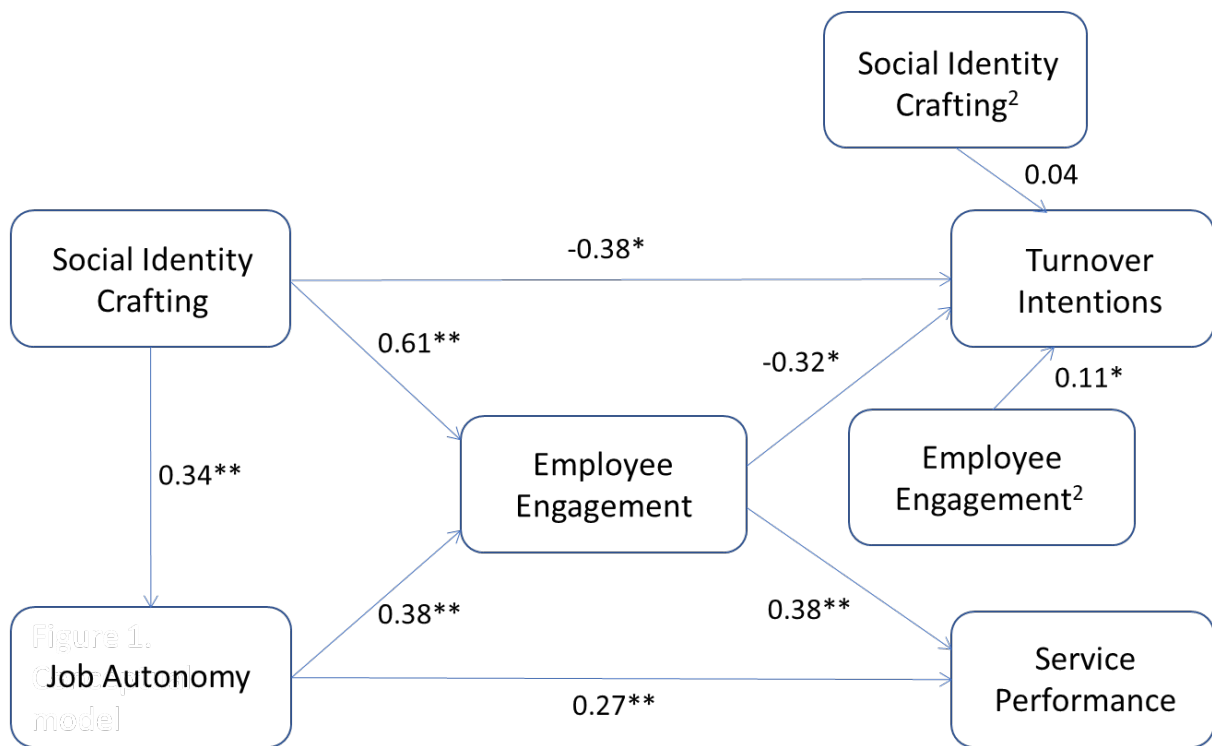 Social Identity
Crafting²
0.04
Social Identity
Crafting
-0.38*
Turnover
Intentions
0.61**
-0.32*
0.11*
0.34**
Employee
Engagement
Employee
Engagement²
0.38**
0.38**
Figure 1.
Job Autonomy
model
0.27**
Service
Performance